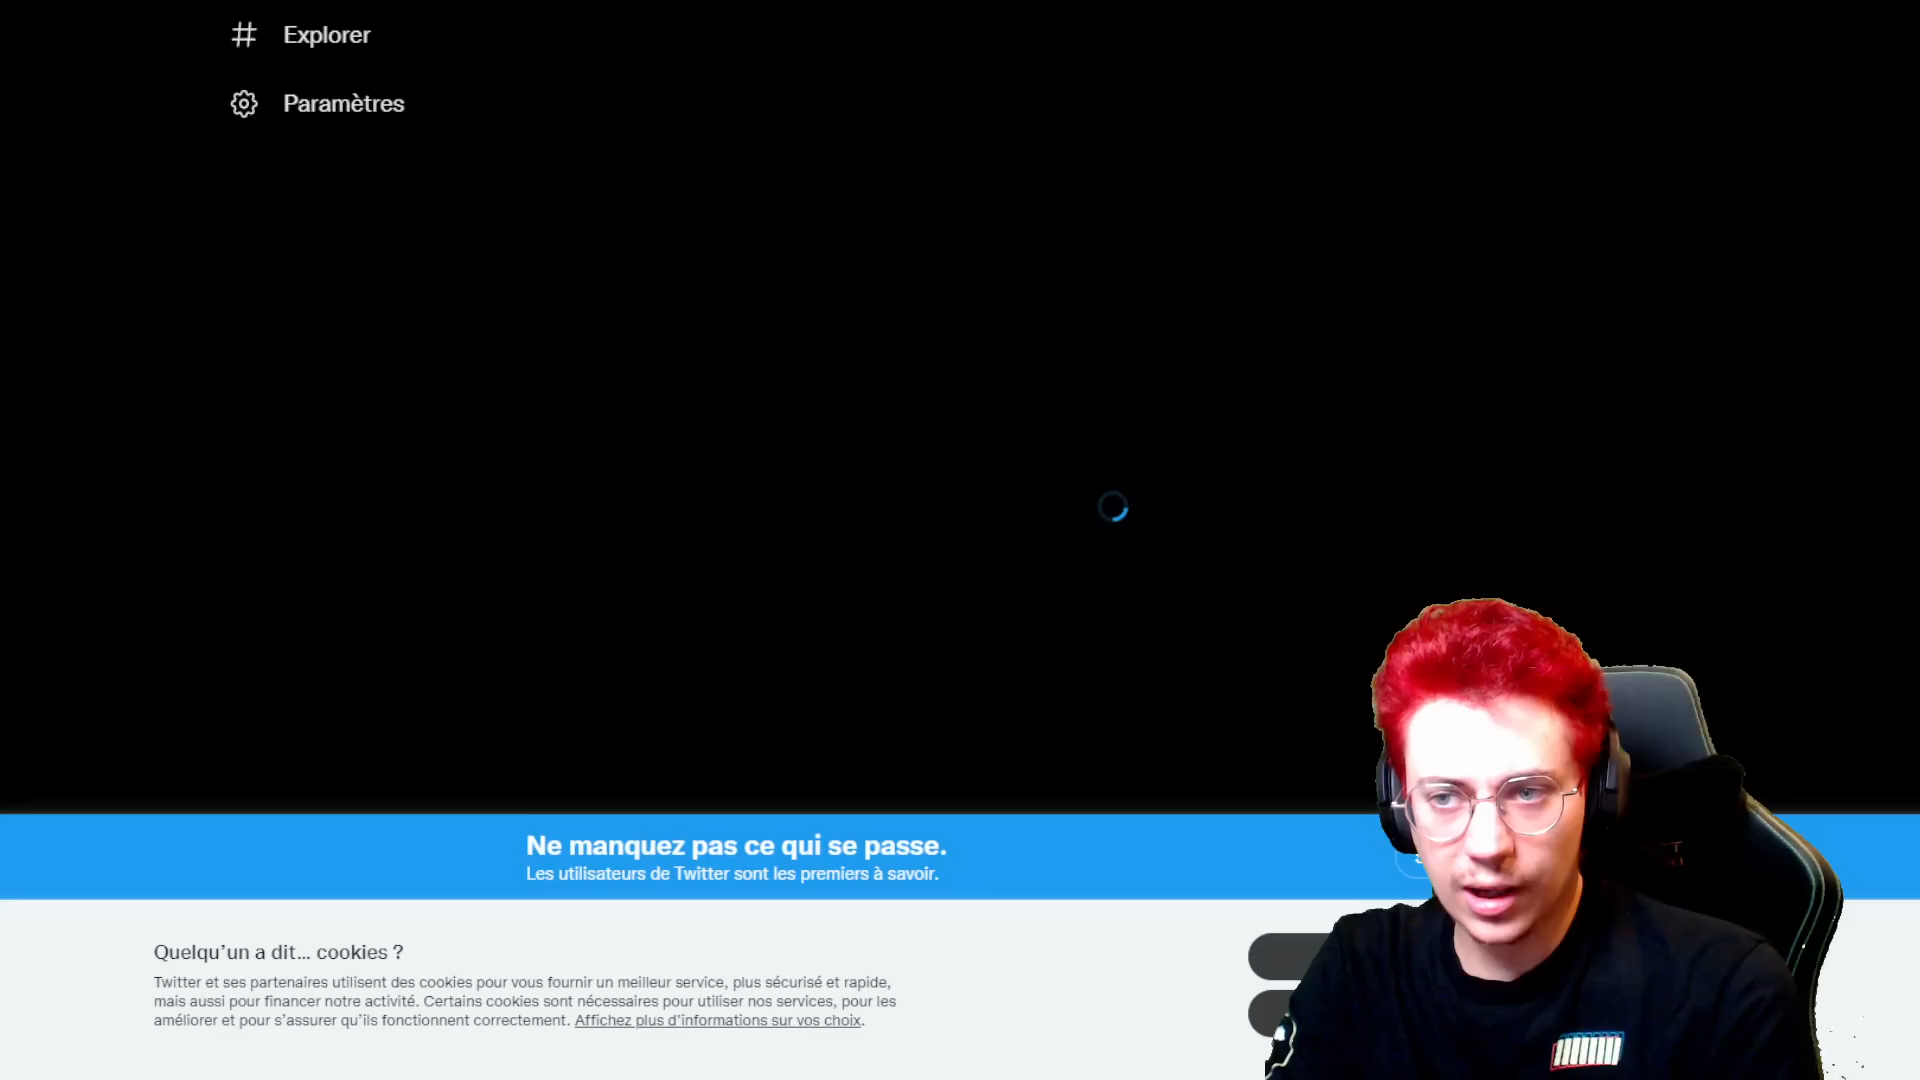 Explorer
Paramètres
Ne manquez pas ce qui se passe.
Les utilisateurs de Twitter sont les premiers à savoir.
Quelqu’un a dit… cookies ?
Twitter et ses partenaires utilisent des cookies pour vous fournir un meilleur service, plus sécurisé et rapide,
mais aussi pour financer notre activité. Certains cookies sont nécessaires pour utiliser nos services, pour les
améliorer et pour s’assurer qu’ils fonctionnent correctement. Affichez plus d’informations sur vos choix.